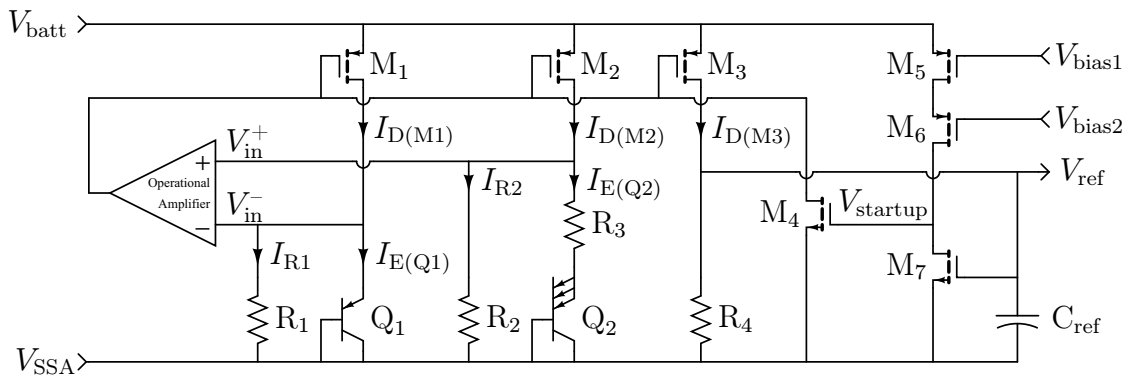 V_batt
M_1
M_2
M_3
M_5
V_bias1
I_D(M1)
I_D(M2)
I_D(M3)
M_6
V_bias2
V_in^+
+
Operational
Amplifier
−
V_in^-
I_R2
I_E(Q2)
V_ref
R_3
M_4
V_startup
I_R1
I_E(Q1)
M_7
R_1
Q_1
R_2
Q_2
R_4
C_ref
V_SSA